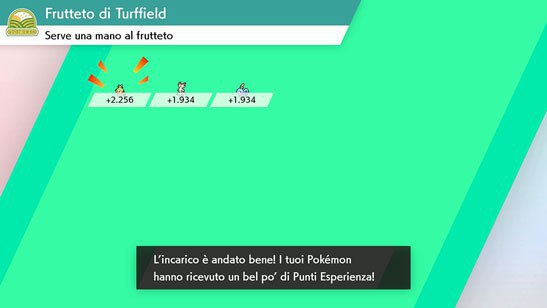 Frutteto di Turffield
Serve una mano al frutteto
+2.256
+1.934
+1.934
L'incarico è andato bene! I tuoi Pokémon
hanno ricevuto un bel po' di Punti Esperienza!